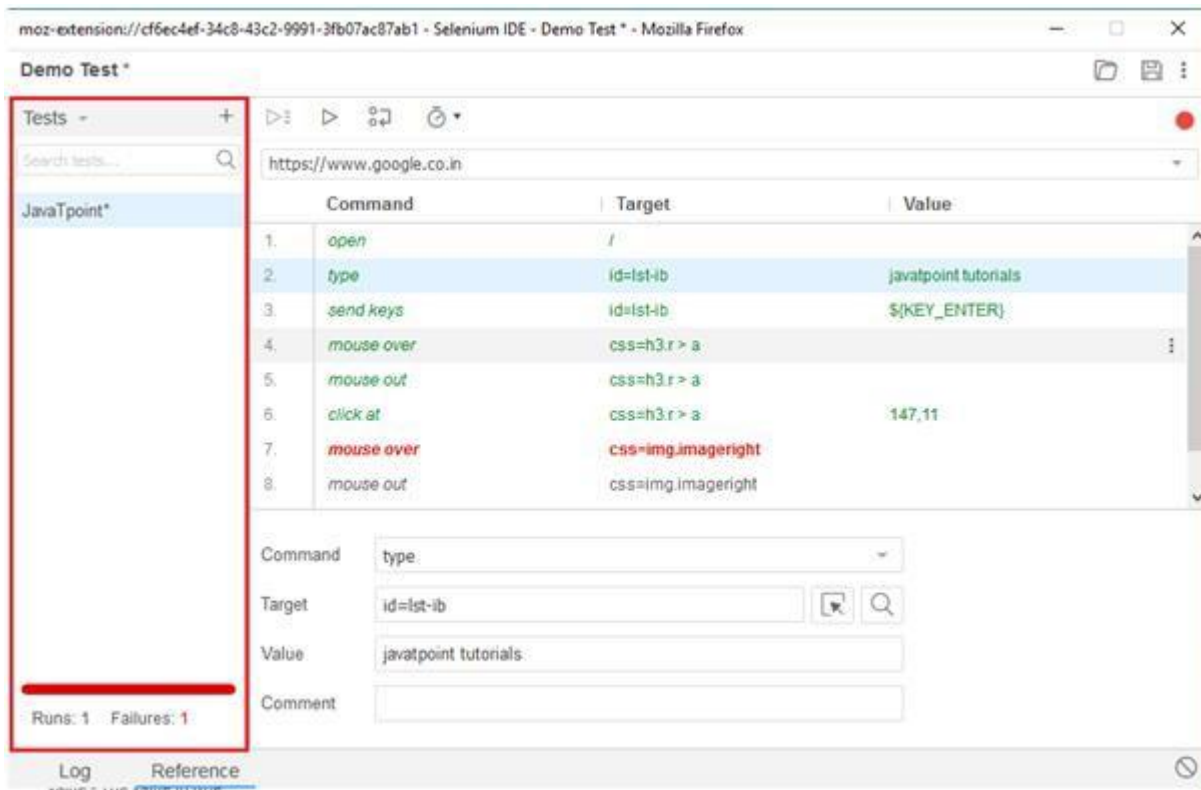 moz-extension://cf6ec4ef-34c8-43c2-9991-3fb07ac87ab1 - Selenium IDE - Demo Test * - Mozilla Firefox
Demo Test *
Tests
Search tests...
https://www.google.co.in
JavaTpoint*
Command Target Value
1. open /
2. type id=lst-ib javatpoint tutorials
3. send keys id=lst-ib ${KEY_ENTER}
4. mouse over css=h3.r > a
5. mouse out css=h3.r > a
6. click at css=h3.r > a 147,11
7. mouse over css=img.imageright
8. mouse out css=img.imageright
Command type
Target id=lst-ib
Value javatpoint tutorials
Comment
Runs: 1 Failures: 1
Log Reference